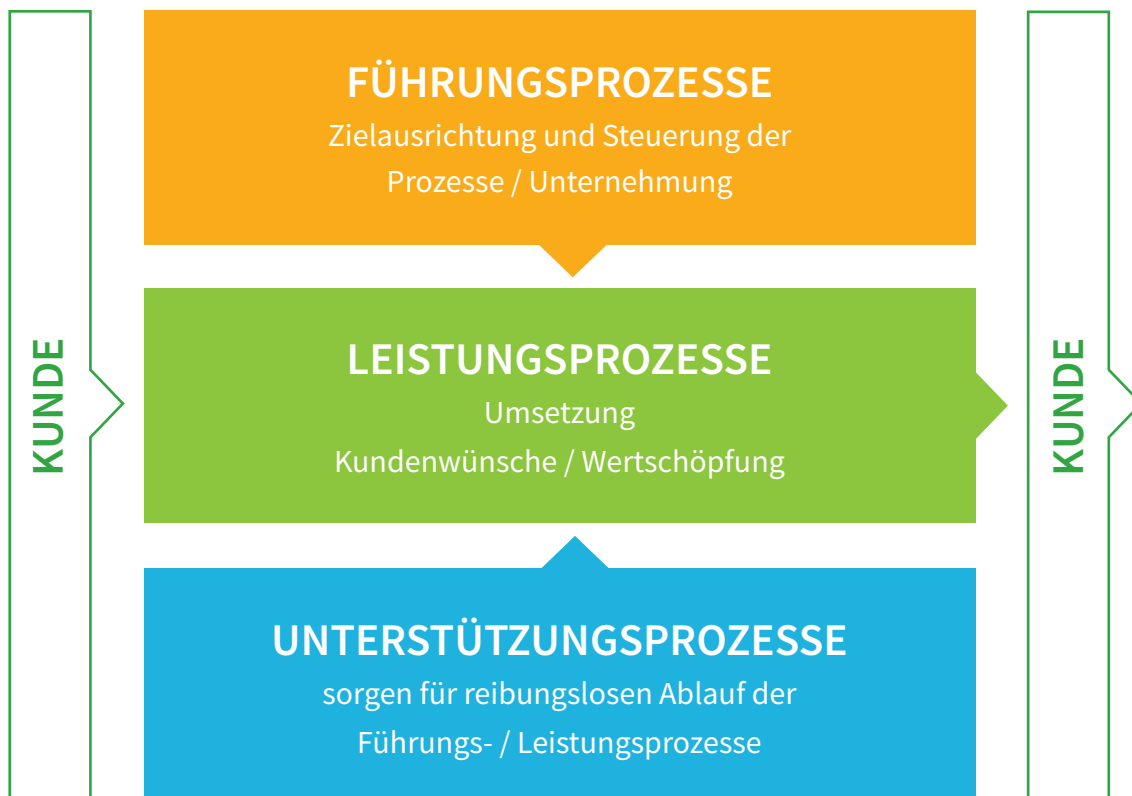 KUNDE
FÜHRUNGSPROZESSE
Zielausrichtung und Steuerung der
Prozesse / Unternehmung
LEISTUNGSPROZESSE
Umsetzung
Kundenwünsche / Wertschöpfung
UNTERSTÜTZUNGSPROZESSE
sorgen für reibungslosen Ablauf der
Führungs- / Leistungsprozesse
KUNDE